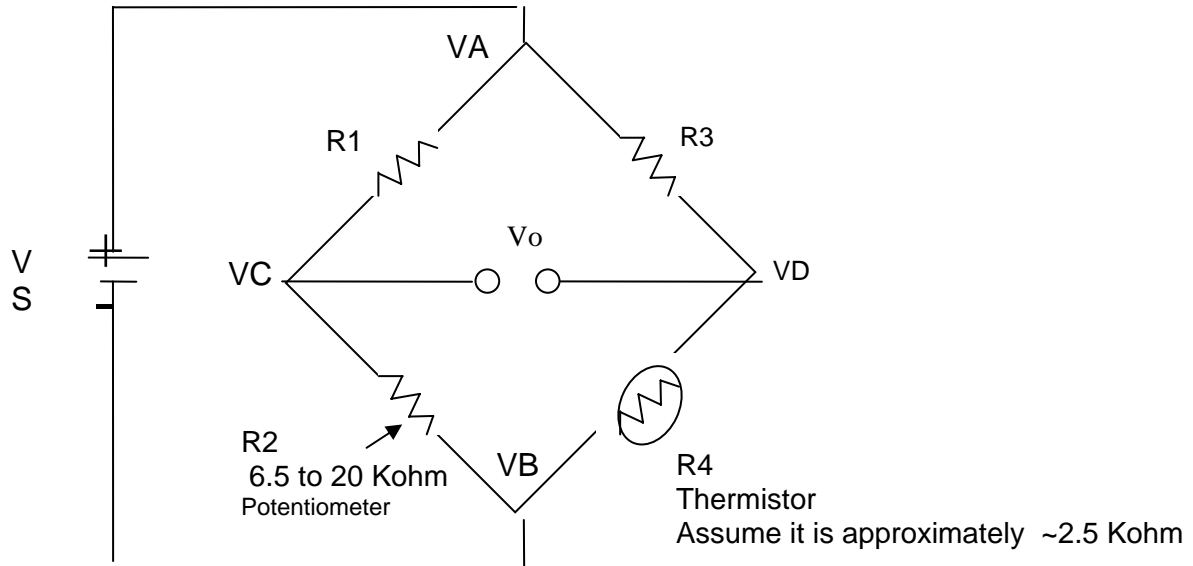 VA
R1
R3
Vo
V
S
VC
VD
R2
6.5 to 20 Kohm
Potentiometer
VB
R4
Thermistor
Assume it is approximately ~2.5 Kohm